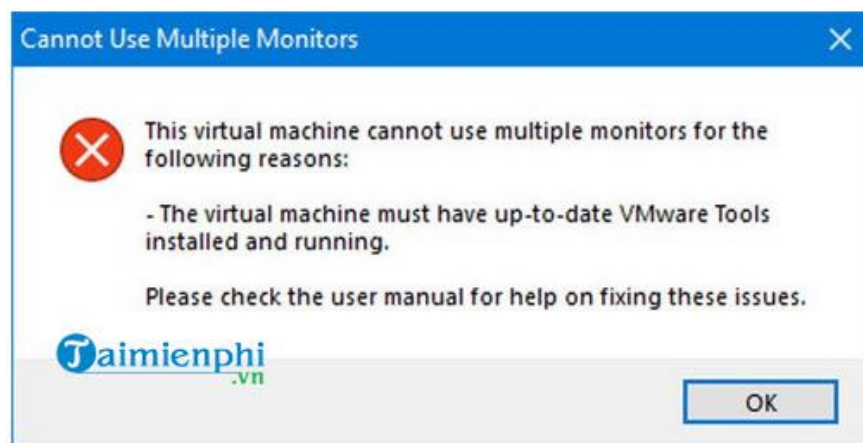 Cannot Use Multiple Monitors
This virtual machine cannot use multiple monitors for the
following reasons:
- The virtual machine must have up-to-date VMware Tools
installed and running.
Please check the user manual for help on fixing these issues.
Taimienphi
.vn
OK